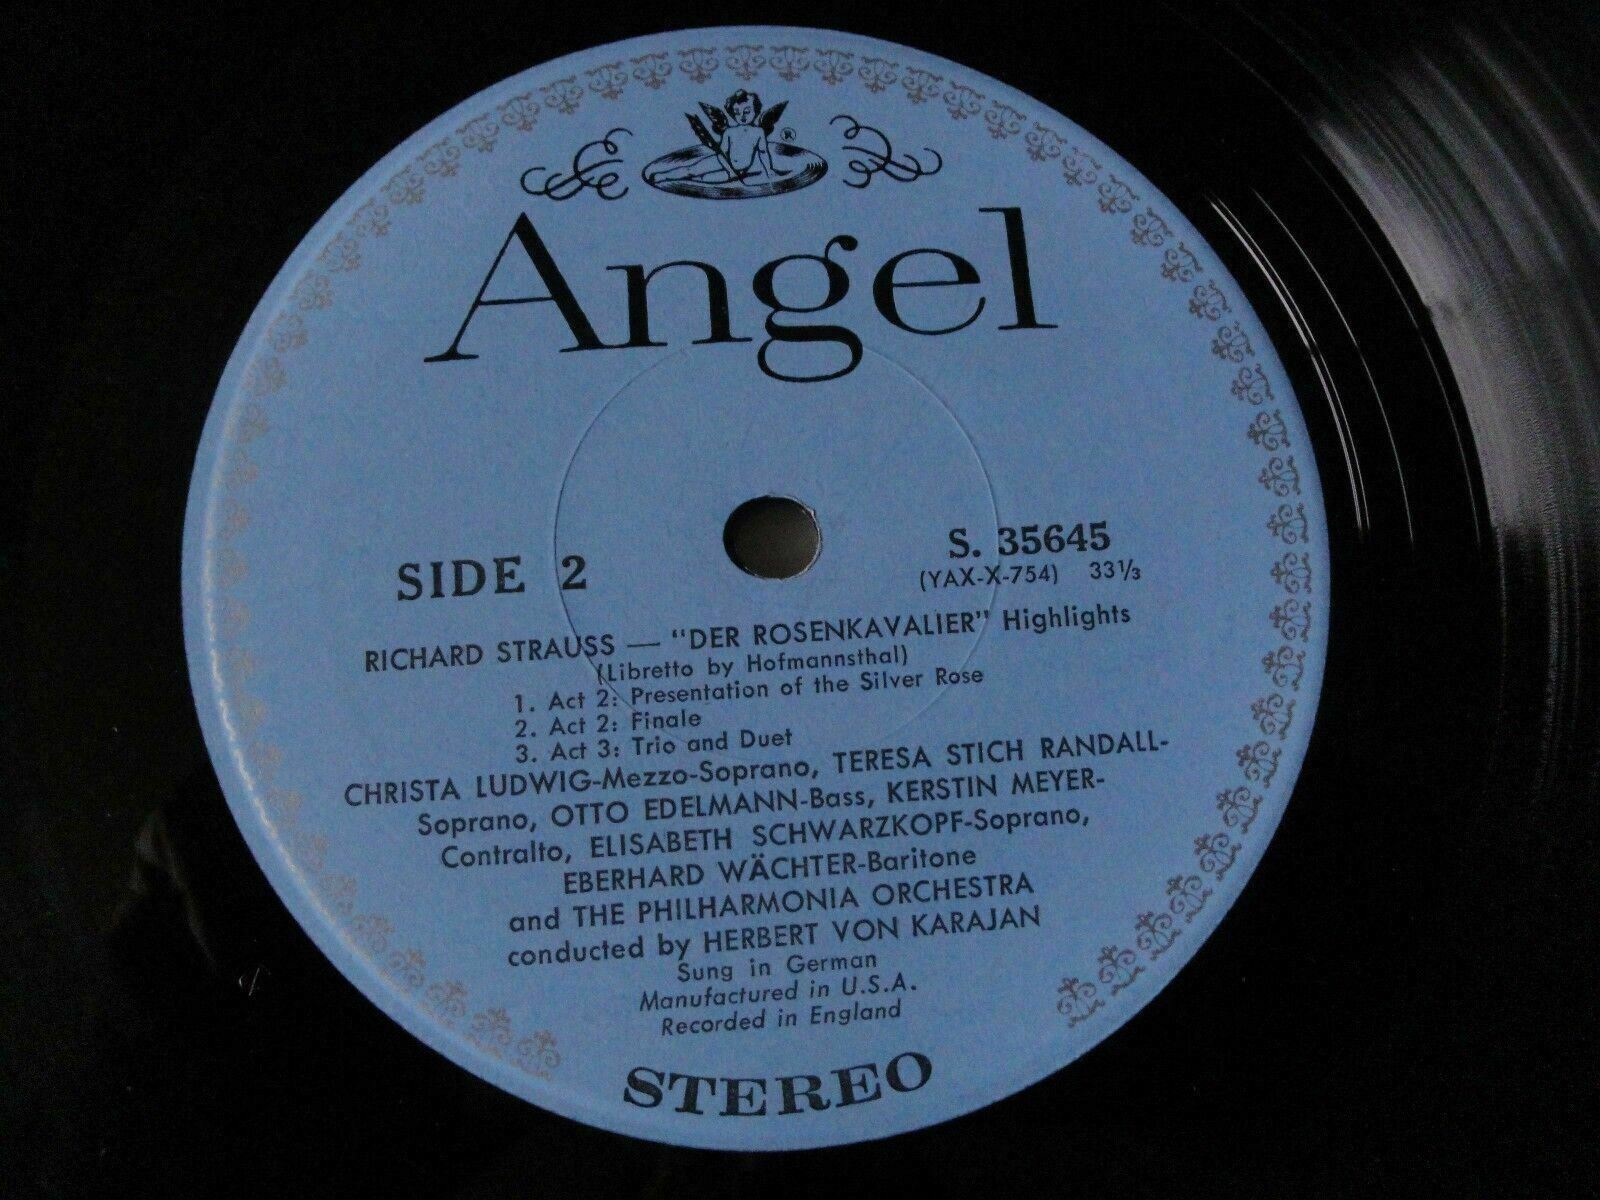 ®
Angel
SIDE 2
S. 35645
(YAX-X-754) 33⅓
RICHARD STRAUSS — "DER ROSENKAVALIER" Highlights
(Libretto by Hofmannsthal)
1. Act 2: Presentation of the Silver Rose
2. Act 2: Finale
3. Act 3: Trio and Duet
CHRISTA LUDWIG-Mezzo-Soprano, TERESA STICH RANDALL-
Soprano, OTTO EDELMANN-Bass, KERSTIN MEYER-
Contralto, ELISABETH SCHWARZKOPF-Soprano,
EBERHARD WÄCHTER-Baritone
and THE PHILHARMONIA ORCHESTRA
conducted by HERBERT VON KARAJAN
Sung in German
Manufactured in U.S.A.
Recorded in England
STEREO